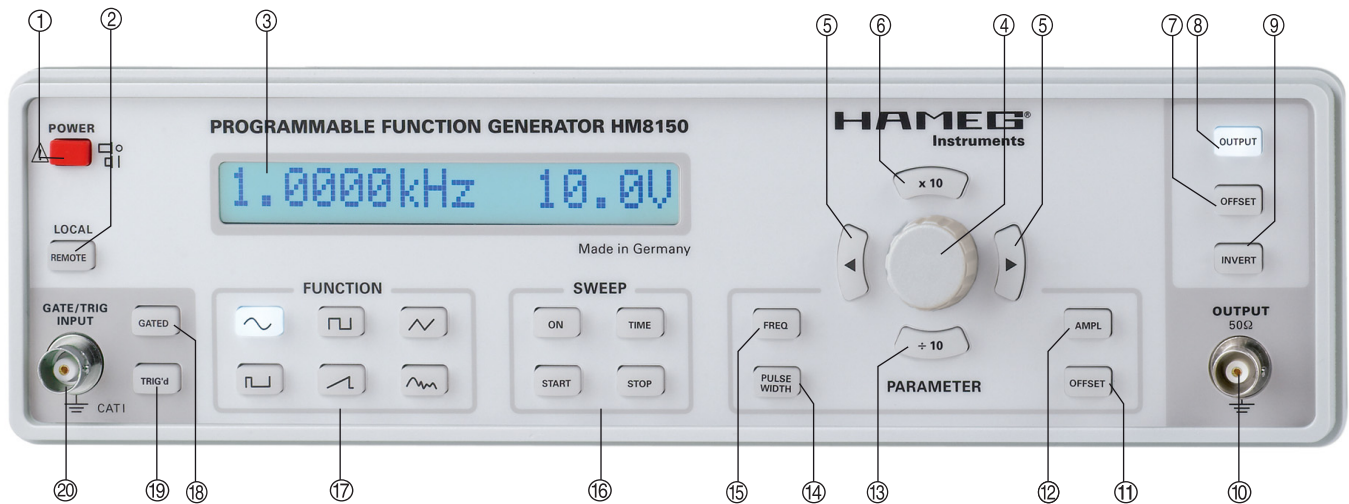 ① ② ③ ⑤ ⑥ ④ ⑤ ⑦ ⑧ ⑨
POWER
PROGRAMMABLE FUNCTION GENERATOR HM8150
HAMEG®
Instruments
OUTPUT
1.0000kHz 10.0V
x 10
OFFSET
LOCAL
REMOTE
Made in Germany
INVERT
FUNCTION
SWEEP
GATE/TRIG
INPUT
GATED
ON
TIME
FREQ
AMPL
OUTPUT
50Ω
÷ 10
TRIG'd
START
STOP
PULSE
WIDTH
PARAMETER
OFFSET
CAT I
⑳ ⑲ ⑱ ⑰ ⑯ ⑮ ⑭ ⑬ ⑫ ⑪ ⑩